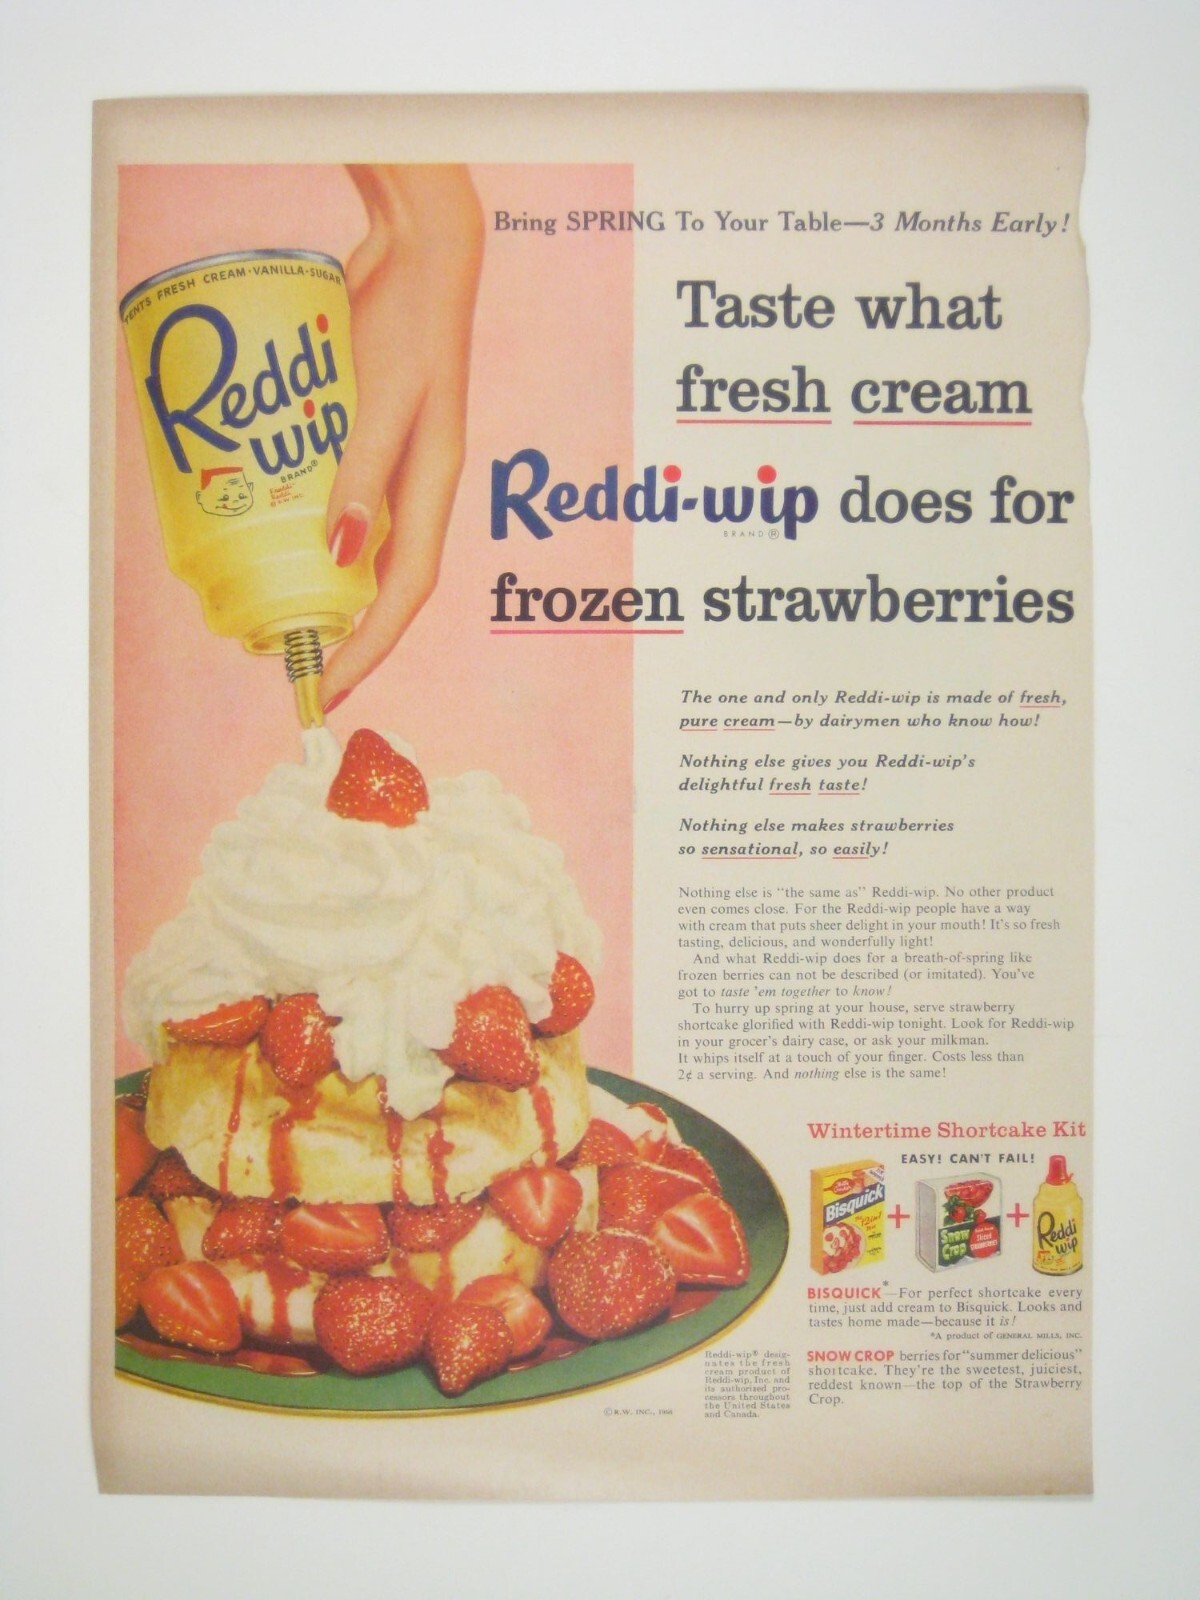 Bring SPRING To Your Table—3 Months Early!
Taste what
fresh cream
Reddi-wip does for
BRAND®
frozen strawberries
TENTS FRESH CREAM·VANILLA·SUGAR
Reddi
wip
BRAND®
The one and only Reddi-wip is made of fresh,
pure cream—by dairymen who know how!
Nothing else gives you Reddi-wip's
delightful fresh taste!
Nothing else makes strawberries
so sensational, so easily!
Nothing else is "the same as" Reddi-wip. No other product
even comes close. For the Reddi-wip people have a way
with cream that puts sheer delight in your mouth! It's so fresh
tasting, delicious, and wonderfully light!
And what Reddi-wip does for a breath-of-spring like
frozen berries can not be described (or imitated). You've
got to taste 'em together to know!
To hurry up spring at your house, serve strawberry
shortcake glorified with Reddi-wip tonight. Look for Reddi-wip
in your grocer's dairy case, or ask your milkman.
It whips itself at a touch of your finger. Costs less than
2¢ a serving. And nothing else is the same!
Wintertime Shortcake Kit
EASY! CAN'T FAIL!
Bisquick
+
Snow
Crop
+
Reddi
wip
BISQUICK*—For perfect shortcake every
time, just add cream to Bisquick. Looks and
tastes home made—because it is!
*A product of GENERAL MILLS, INC.
SNOW CROP berries for "summer delicious"
shortcake. They're the sweetest, juiciest,
reddest known—the top of the Strawberry
Crop.
Reddi-wip® desig-
nates the fresh
cream product of
Reddi-wip, Inc. and
its authorized pro-
cessors throughout
the United States
and Canada.
©R.W. INC.,